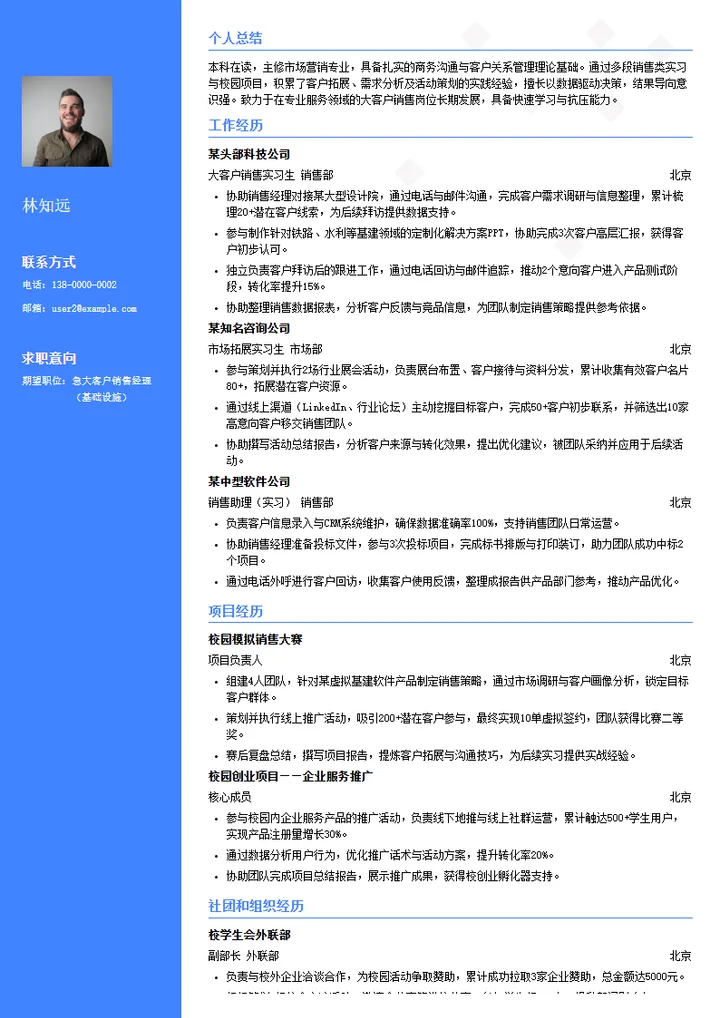 林知远
联系方式
电话：138-0000-0002
邮箱：user2@example.com
求职意向
期望职位：急大客户销售经理
（基础设施）
个人总结
本科在读，主修市场营销专业，具备扎实的商务沟通与客户关系管理理论基础。通过多段销售类实习
与校园项目，积累了客户拓展、需求分析及活动策划的实践经验，擅长以数据驱动决策，结果导向意
识强。致力于在专业服务领域的大客户销售岗位长期发展，具备快速学习与抗压能力。
工作经历
某头部科技公司
大客户销售实习生 销售部 北京
• 协助销售经理对接某大型设计院，通过电话与邮件沟通，完成客户需求调研与信息整理，累计梳
理20+潜在客户线索，为后续拜访提供数据支持。
• 参与制作针对铁路、水利等基建领域的定制化解决方案PPT，协助完成3次客户高层汇报，获得客
户初步认可。
• 独立负责客户拜访后的跟进工作，通过电话回访与邮件追踪，推动2个意向客户进入产品测试阶
段，转化率提升15%。
• 协助整理销售数据报表，分析客户反馈与竞品信息，为团队制定销售策略提供参考依据。
某知名咨询公司
市场拓展实习生 市场部 北京
• 参与策划并执行2场行业展会活动，负责展台布置、客户接待与资料分发，累计收集有效客户名片
80+，拓展潜在客户资源。
• 通过线上渠道（LinkedIn、行业论坛）主动挖掘目标客户，完成50+客户初步联系，并筛选出10家
高意向客户移交销售团队。
• 协助撰写活动总结报告，分析客户来源与转化效果，提出优化建议，被团队采纳并应用于后续活
动。
某中型软件公司
销售助理（实习） 销售部 北京
• 负责客户信息录入与CRM系统维护，确保数据准确率100%，支持销售团队日常运营。
• 协助销售经理准备投标文件，参与3次投标项目，完成标书排版与打印装订，助力团队成功中标2
个项目。
• 通过电话外呼进行客户回访，收集客户使用反馈，整理成报告供产品部门参考，推动产品优化。
项目经历
校园模拟销售大赛
项目负责人 北京
• 组建4人团队，针对某虚拟基建软件产品制定销售策略，通过市场调研与客户画像分析，锁定目标
客户群体。
• 策划并执行线上推广活动，吸引200+潜在客户参与，最终实现10单虚拟签约，团队获得比赛二等
奖。
• 赛后复盘总结，撰写项目报告，提炼客户拓展与沟通技巧，为后续实习提供实战经验。
校园创业项目——企业服务推广
核心成员 北京
• 参与校园内企业服务产品的推广活动，负责线下地推与线上社群运营，累计触达500+学生用户，
实现产品注册量增长30%。
• 通过数据分析用户行为，优化推广话术与活动方案，提升转化率20%。
• 协助团队完成项目总结报告，展示推广成果，获得校创业孵化器支持。
社团和组织经历
校学生会外联部
副部长 外联部 北京
• 负责与校外企业洽谈合作，为校园活动争取赞助，累计成功拉取3家企业赞助，总金额达5000元。